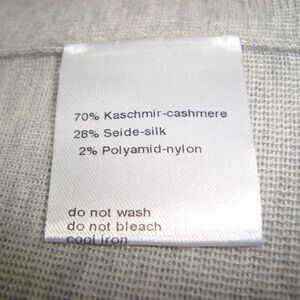 70% Kaschmir-cashmere
28% Seide-silk
2% Polyamid-nylon
do not wash
do not bleach
cool iron